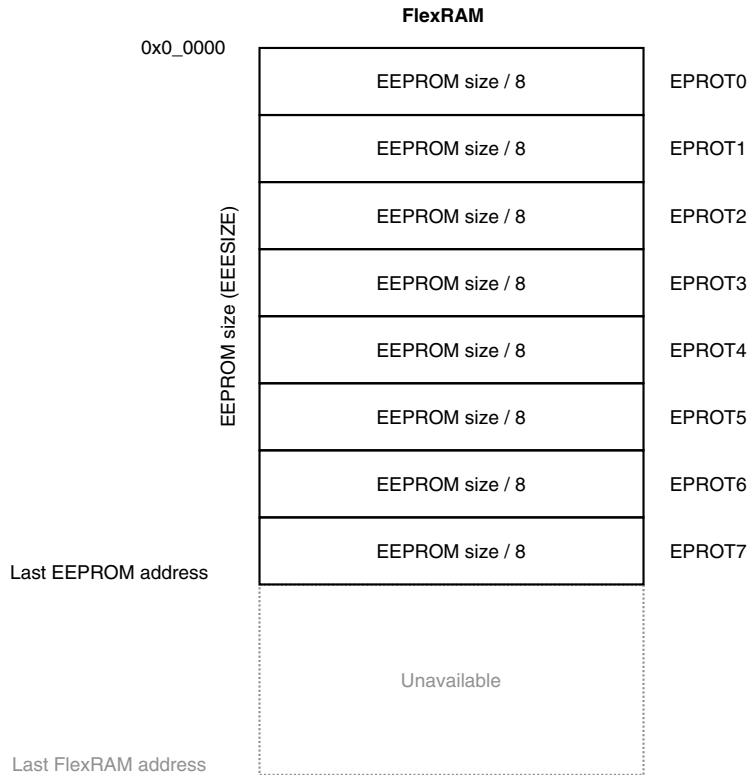 FlexRAM
0x0_0000
EEPROM size / 8 EPROT0
EEPROM size / 8 EPROT1
EEPROM size / 8 EPROT2
EEPROM size / 8 EPROT3
EEPROM size / 8 EPROT4
EEPROM size / 8 EPROT5
EEPROM size / 8 EPROT6
EEPROM size / 8 EPROT7
EEPROM size (EEESIZE)
Last EEPROM address
Unavailable
Last FlexRAM address